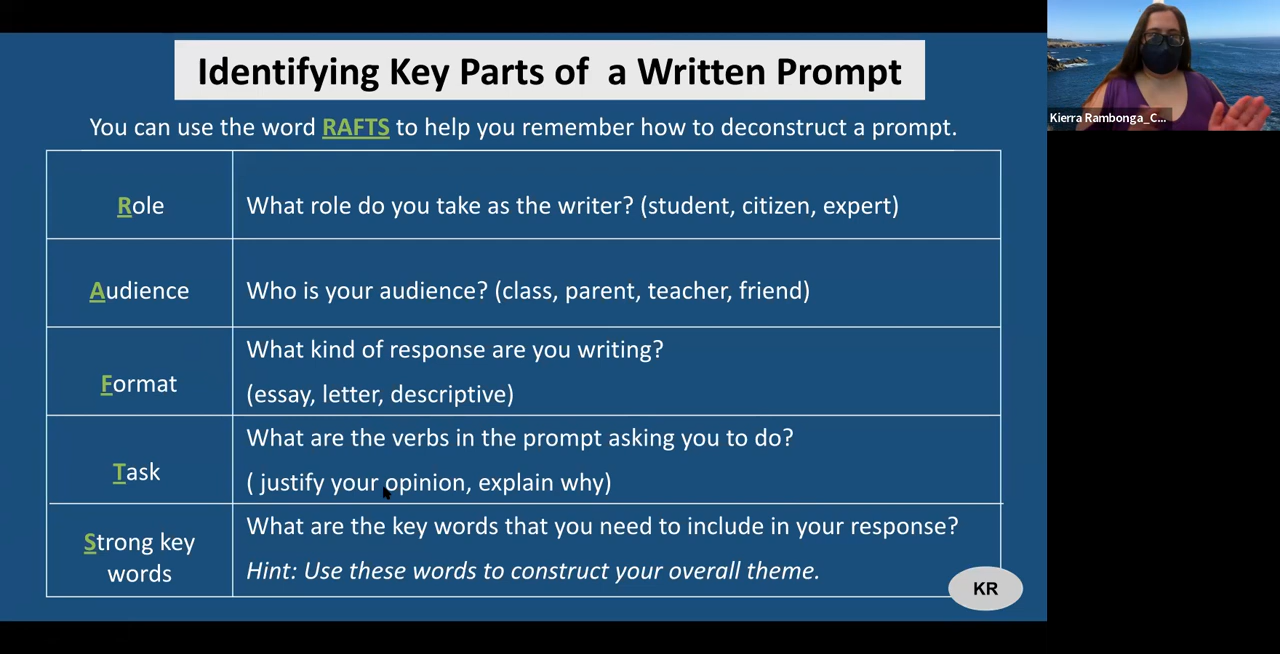 Identifying Key Parts of a Written Prompt
You can use the word RAFTS to help you remember how to deconstruct a prompt.
Role
What role do you take as the writer? (student, citizen, expert)
Audience
Who is your audience? (class, parent, teacher, friend)
Format
What kind of response are you writing?
(essay, letter, descriptive)
Task
What are the verbs in the prompt asking you to do?
( justify your opinion, explain why)
Strong key
words
What are the key words that you need to include in your response?
Hint: Use these words to construct your overall theme.
KR
Kierra Rambonga_C...